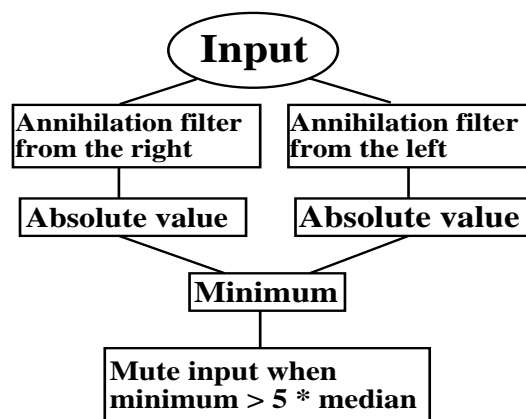 Input
Annihilation filter
from the right
Annihilation filter
from the left
Absolute value
Absolute value
Minimum
Mute input when
minimum > 5 * median